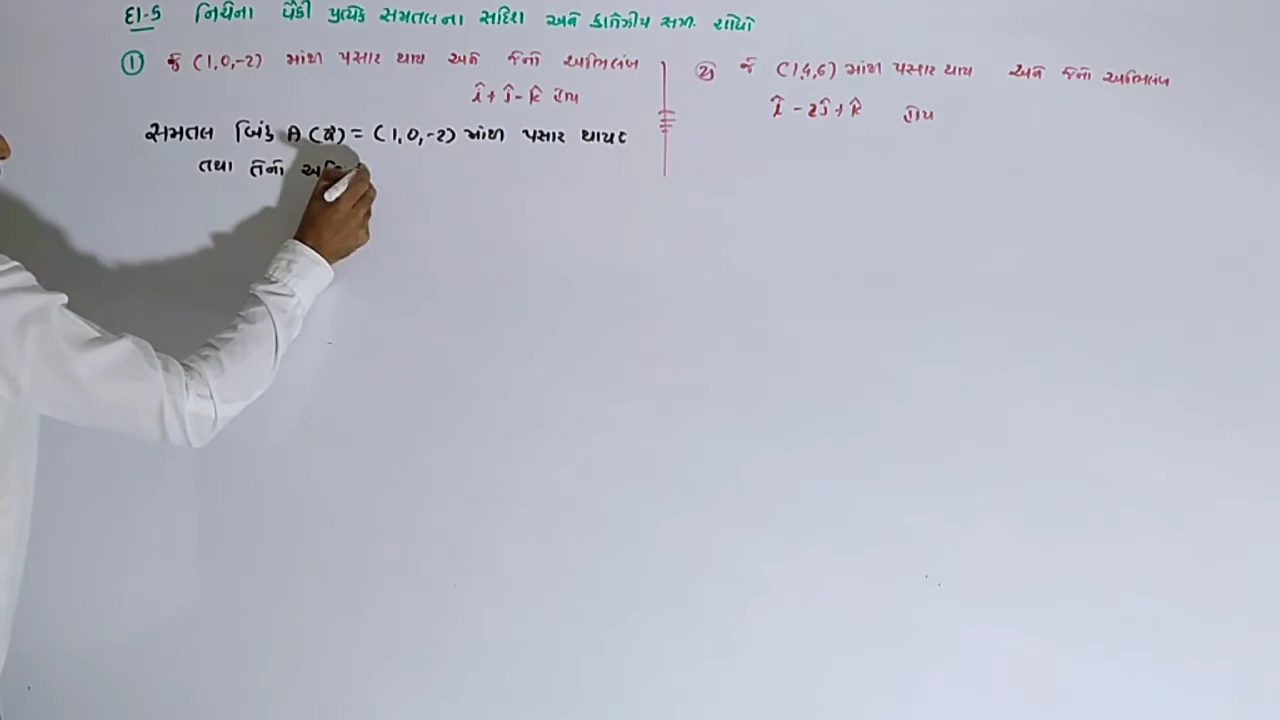 દા-5 નિચેના પૈકી પ્રત્યેક સમતલના સદિશ અને કાર્તેઝીય સમી. શોધો
① જે (1,0,-2) માંથી પસાર થાય અને જેનો અભિલંબ
î + ĵ - k̂ હોય
સમતલ બિંદુ A(ā) = (1,0,-2) માંથી પસાર થાય છે
તથા તેનો
② જે (1,4,6) માંથી પસાર થાય અને જેનો અભિલંબ
î - 2ĵ + k̂ હોય